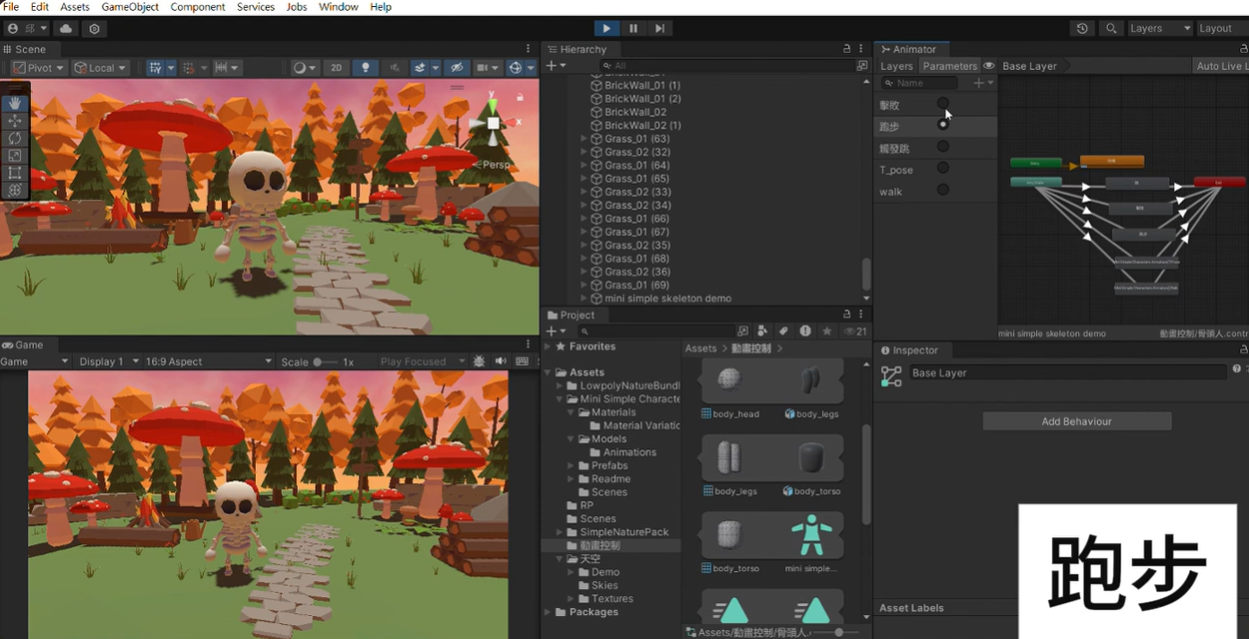 File Edit Assets GameObject Component Services Jobs Window Help
Layers Layout
Scene
Pivot Local 2D
Persp
y
x
Game
Game Display 1 16:9 Aspect Scale 1x Play Focused
Hierarchy
All
BrickWall_01 (1)
BrickWall_01 (2)
BrickWall_02
BrickWall_02 (1)
Grass_01 (63)
Grass_02 (32)
Grass_01 (64)
Grass_01 (65)
Grass_02 (33)
Grass_02 (34)
Grass_01 (66)
Grass_01 (67)
Grass_02 (35)
Grass_01 (68)
Grass_02 (36)
Grass_01 (69)
mini simple skeleton demo
Project
21
Favorites
Assets
LowpolyNatureBundl
Mini Simple Characte
Materials
Material Variatic
Models
Animations
Prefabs
Readme
Scenes
RP
Scenes
SimpleNaturePack
動畫控制
天空
Demo
Skies
Textures
Packages
Assets > 動畫控制 >
body_head body_legs
body_legs body_torso
body_torso mini simple...
Assets/動畫控制/骨頭人.
Animator
Layers Parameters Base Layer Auto Live L
Name
擊敗
跑步
觸發跳
T_pose
walk
mini simple skeleton demo 動畫控制/骨頭人.contr
Inspector
Base Layer
Add Behaviour
Asset Labels
跑步